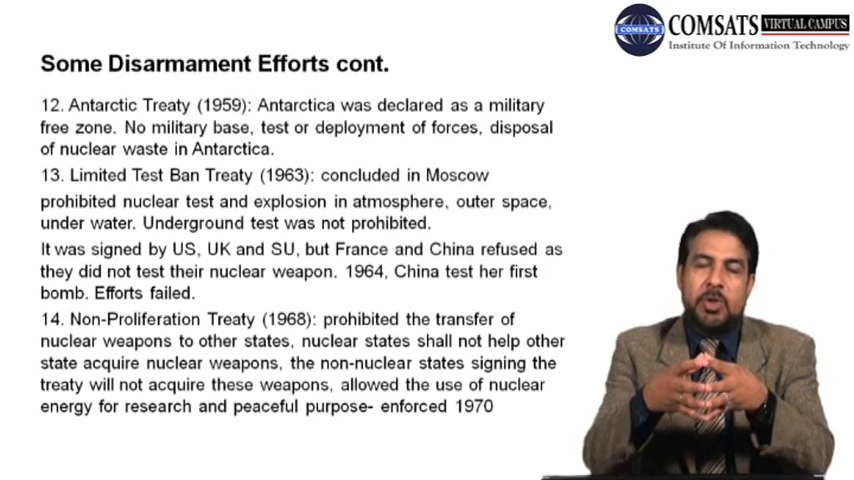 COMSATS VIRTUAL CAMPUS
COMSATS
Institute Of Information Technology
Some Disarmament Efforts cont.
12. Antarctic Treaty (1959): Antarctica was declared as a military
free zone. No military base, test or deployment of forces, disposal
of nuclear waste in Antarctica.
13. Limited Test Ban Treaty (1963): concluded in Moscow
prohibited nuclear test and explosion in atmosphere, outer space,
under water. Underground test was not prohibited.
It was signed by US, UK and SU, but France and China refused as
they did not test their nuclear weapon. 1964, China test her first
bomb. Efforts failed.
14. Non-Proliferation Treaty (1968): prohibited the transfer of
nuclear weapons to other states, nuclear states shall not help other
state acquire nuclear weapons, the non-nuclear states signing the
treaty will not acquire these weapons, allowed the use of nuclear
energy for research and peaceful purpose- enforced 1970